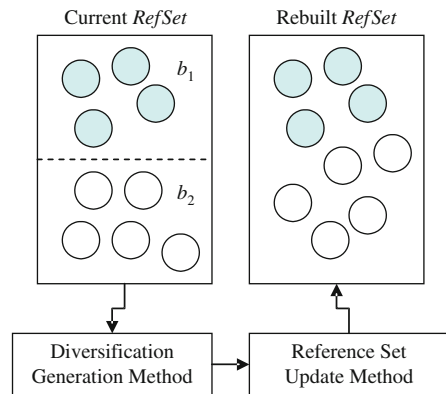 Current RefSet
Rebuilt RefSet
b1
b2
Diversification
Generation Method
Reference Set
Update Method